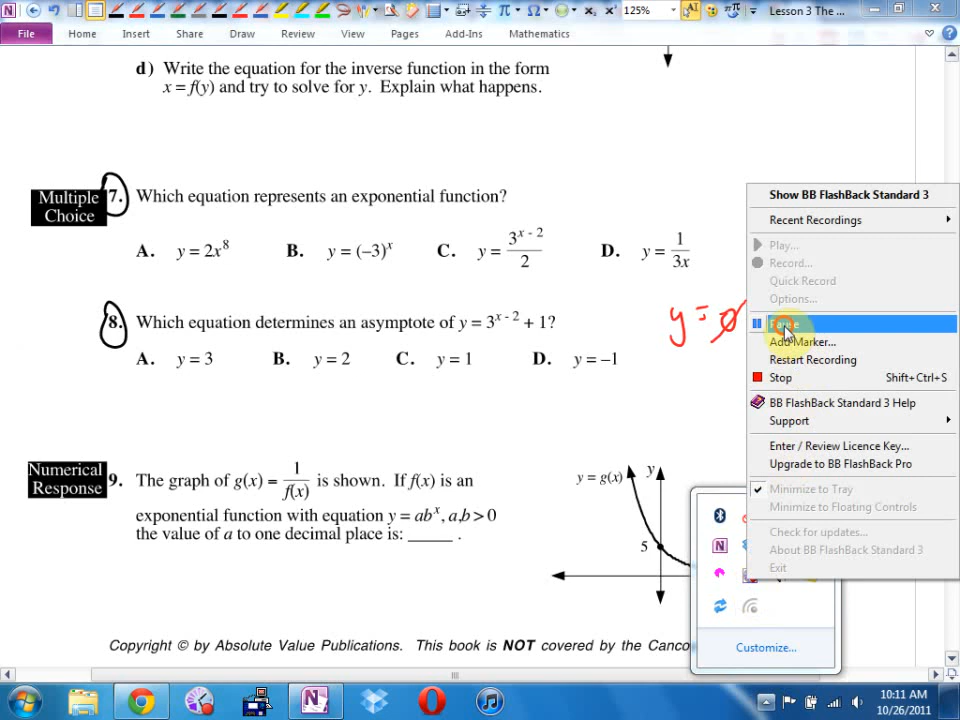 125%
Lesson 3 The ...
File Home Insert Share Draw Review View Pages Add-Ins Mathematics
d) Write the equation for the inverse function in the form
x = f(y) and try to solve for y. Explain what happens.
Multiple
Choice
7. Which equation represents an exponential function?
A. y = 2x^8 B. y = (–3)^x C. y = 3^(x - 2)/2 D. y = 1/3x
8. Which equation determines an asymptote of y = 3^(x - 2) + 1?
A. y = 3 B. y = 2 C. y = 1 D. y = –1
y = 0
Numerical
Response
9. The graph of g(x) = 1/f(x) is shown. If f(x) is an
exponential function with equation y = ab^x, a,b > 0
the value of a to one decimal place is: _____ .
y = g(x)
y
5
Copyright © by Absolute Value Publications. This book is NOT covered by the Canco
Show BB FlashBack Standard 3
Recent Recordings
Play...
Record...
Quick Record
Options...
Pause
Add Marker...
Restart Recording
Stop Shift+Ctrl+S
BB FlashBack Standard 3 Help
Support
Enter / Review Licence Key...
Upgrade to BB FlashBack Pro
Minimize to Tray
Minimize to Floating Controls
Check for updates...
About BB FlashBack Standard 3
Exit
Customize...
10:11 AM
10/26/2011